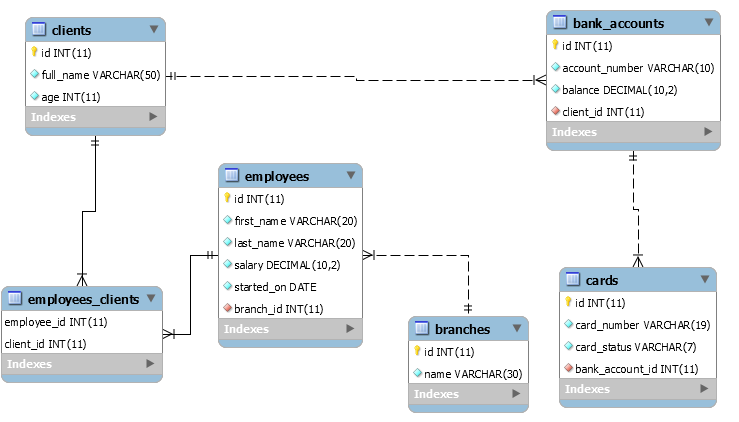 clients
id INT(11)
full_name VARCHAR(50)
age INT(11)
Indexes
bank_accounts
id INT(11)
account_number VARCHAR(10)
balance DECIMAL(10,2)
client_id INT(11)
Indexes
employees
id INT(11)
first_name VARCHAR(20)
last_name VARCHAR(20)
salary DECIMAL(10,2)
started_on DATE
branch_id INT(11)
Indexes
employees_clients
employee_id INT(11)
client_id INT(11)
Indexes
branches
id INT(11)
name VARCHAR(30)
Indexes
cards
id INT(11)
card_number VARCHAR(19)
card_status VARCHAR(7)
bank_account_id INT(11)
Indexes